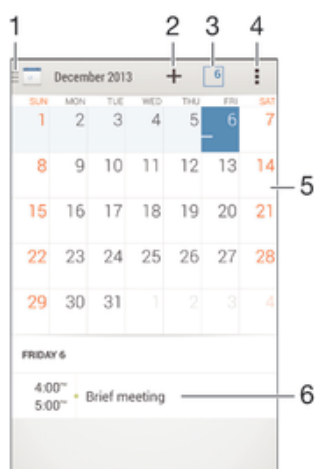 1 2 3 4
December 2013 6
SUN MON TUE WED THU FRI SAT
1 2 3 4 5 6 7
8 9 10 11 12 13 14
5
15 16 17 18 19 20 21
22 23 24 25 26 27 28
29 30 31 1 2 3 4
FRIDAY 6
4:00
Brief meeting 6
5:00